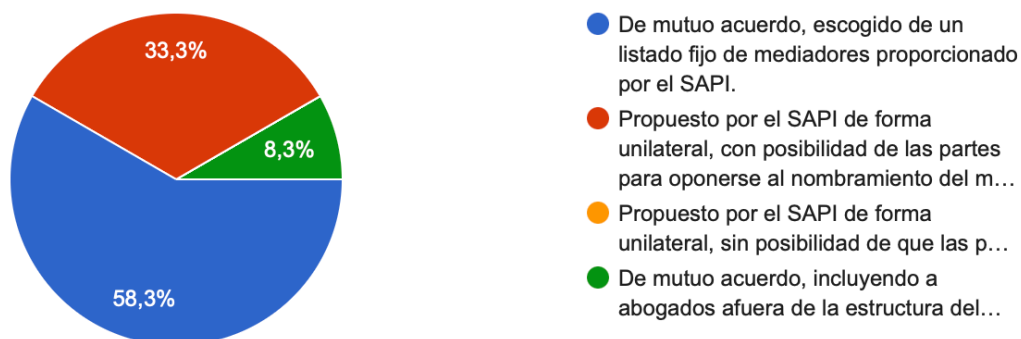 33,3%
8,3%
58,3%
De mutuo acuerdo, escogido de un
listado fijo de mediadores proporcionado
por el SAPI.
Propuesto por el SAPI de forma
unilateral, con posibilidad de las partes
para oponerse al nombramiento del m…
Propuesto por el SAPI de forma
unilateral, sin posibilidad de que las p…
De mutuo acuerdo, incluyendo a
abogados afuera de la estructura del…